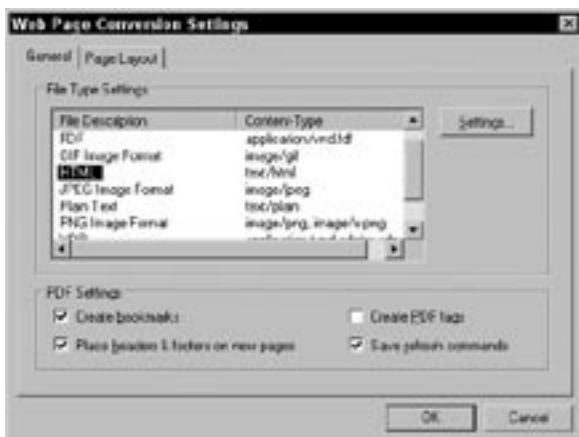 Web Page Conversion Settings
General Page Layout
File Type Settings
File Description Content-Type
FDF application/vnd.fdf
GIF Image Format image/gif
HTML text/html
JPEG Image Format image/jpeg
Plain Text text/plain
PNG Image Format image/png, image/x-png
Settings...
PDF Settings
Create bookmarks Create PDF tags
Place headers & footers on new pages Save refresh commands
OK Cancel